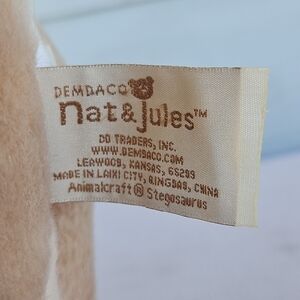 DEMDACO
nat&jules™
DD TRADERS, INC.
WWW.DEMDACO.COM
LEAWOOD, KANSAS, 66299
MADE IN LAIXI CITY, QINGDAO, CHINA
Animalcraft® Stegosaurus